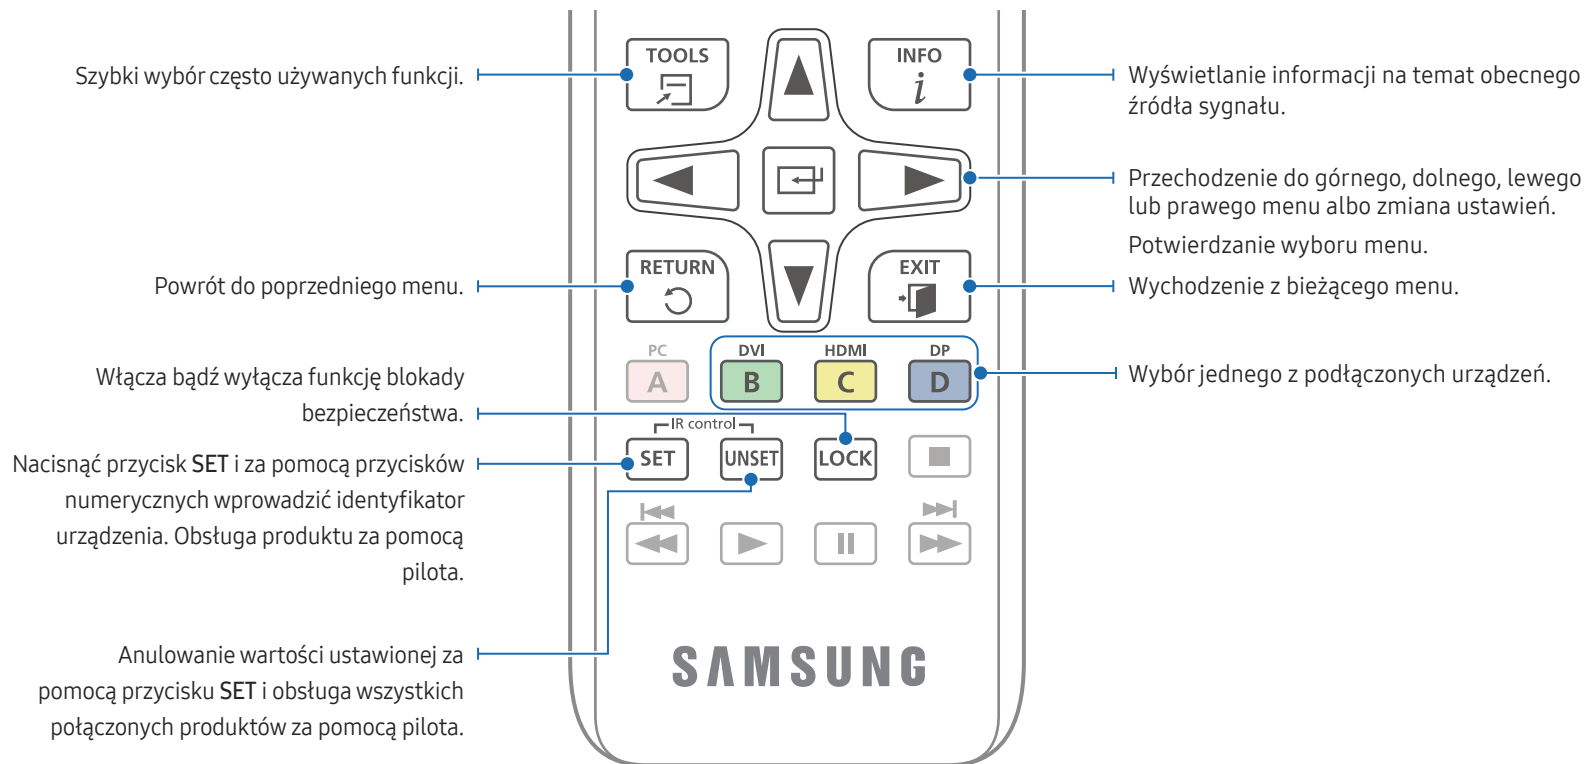 TOOLS
INFO
i
Szybki wybór często używanych funkcji.
Wyświetlanie informacji na temat obecnego
źródła sygnału.
Przechodzenie do górnego, dolnego, lewego
lub prawego menu albo zmiana ustawień.
Potwierdzanie wyboru menu.
RETURN
EXIT
Powrót do poprzedniego menu.
Wychodzenie z bieżącego menu.
PC
DVI
HDMI
DP
A
B
C
D
Wybór jednego z podłączonych urządzeń.
Włącza bądź wyłącza funkcję blokady
bezpieczeństwa.
IR control
SET
UNSET
LOCK
Nacisnąć przycisk SET i za pomocą przycisków
numerycznych wprowadzić identyfikator
urządzenia. Obsługa produktu za pomocą
pilota.
Anulowanie wartości ustawionej za
pomocą przycisku SET i obsługa wszystkich
połączonych produktów za pomocą pilota.
SAMSUNG